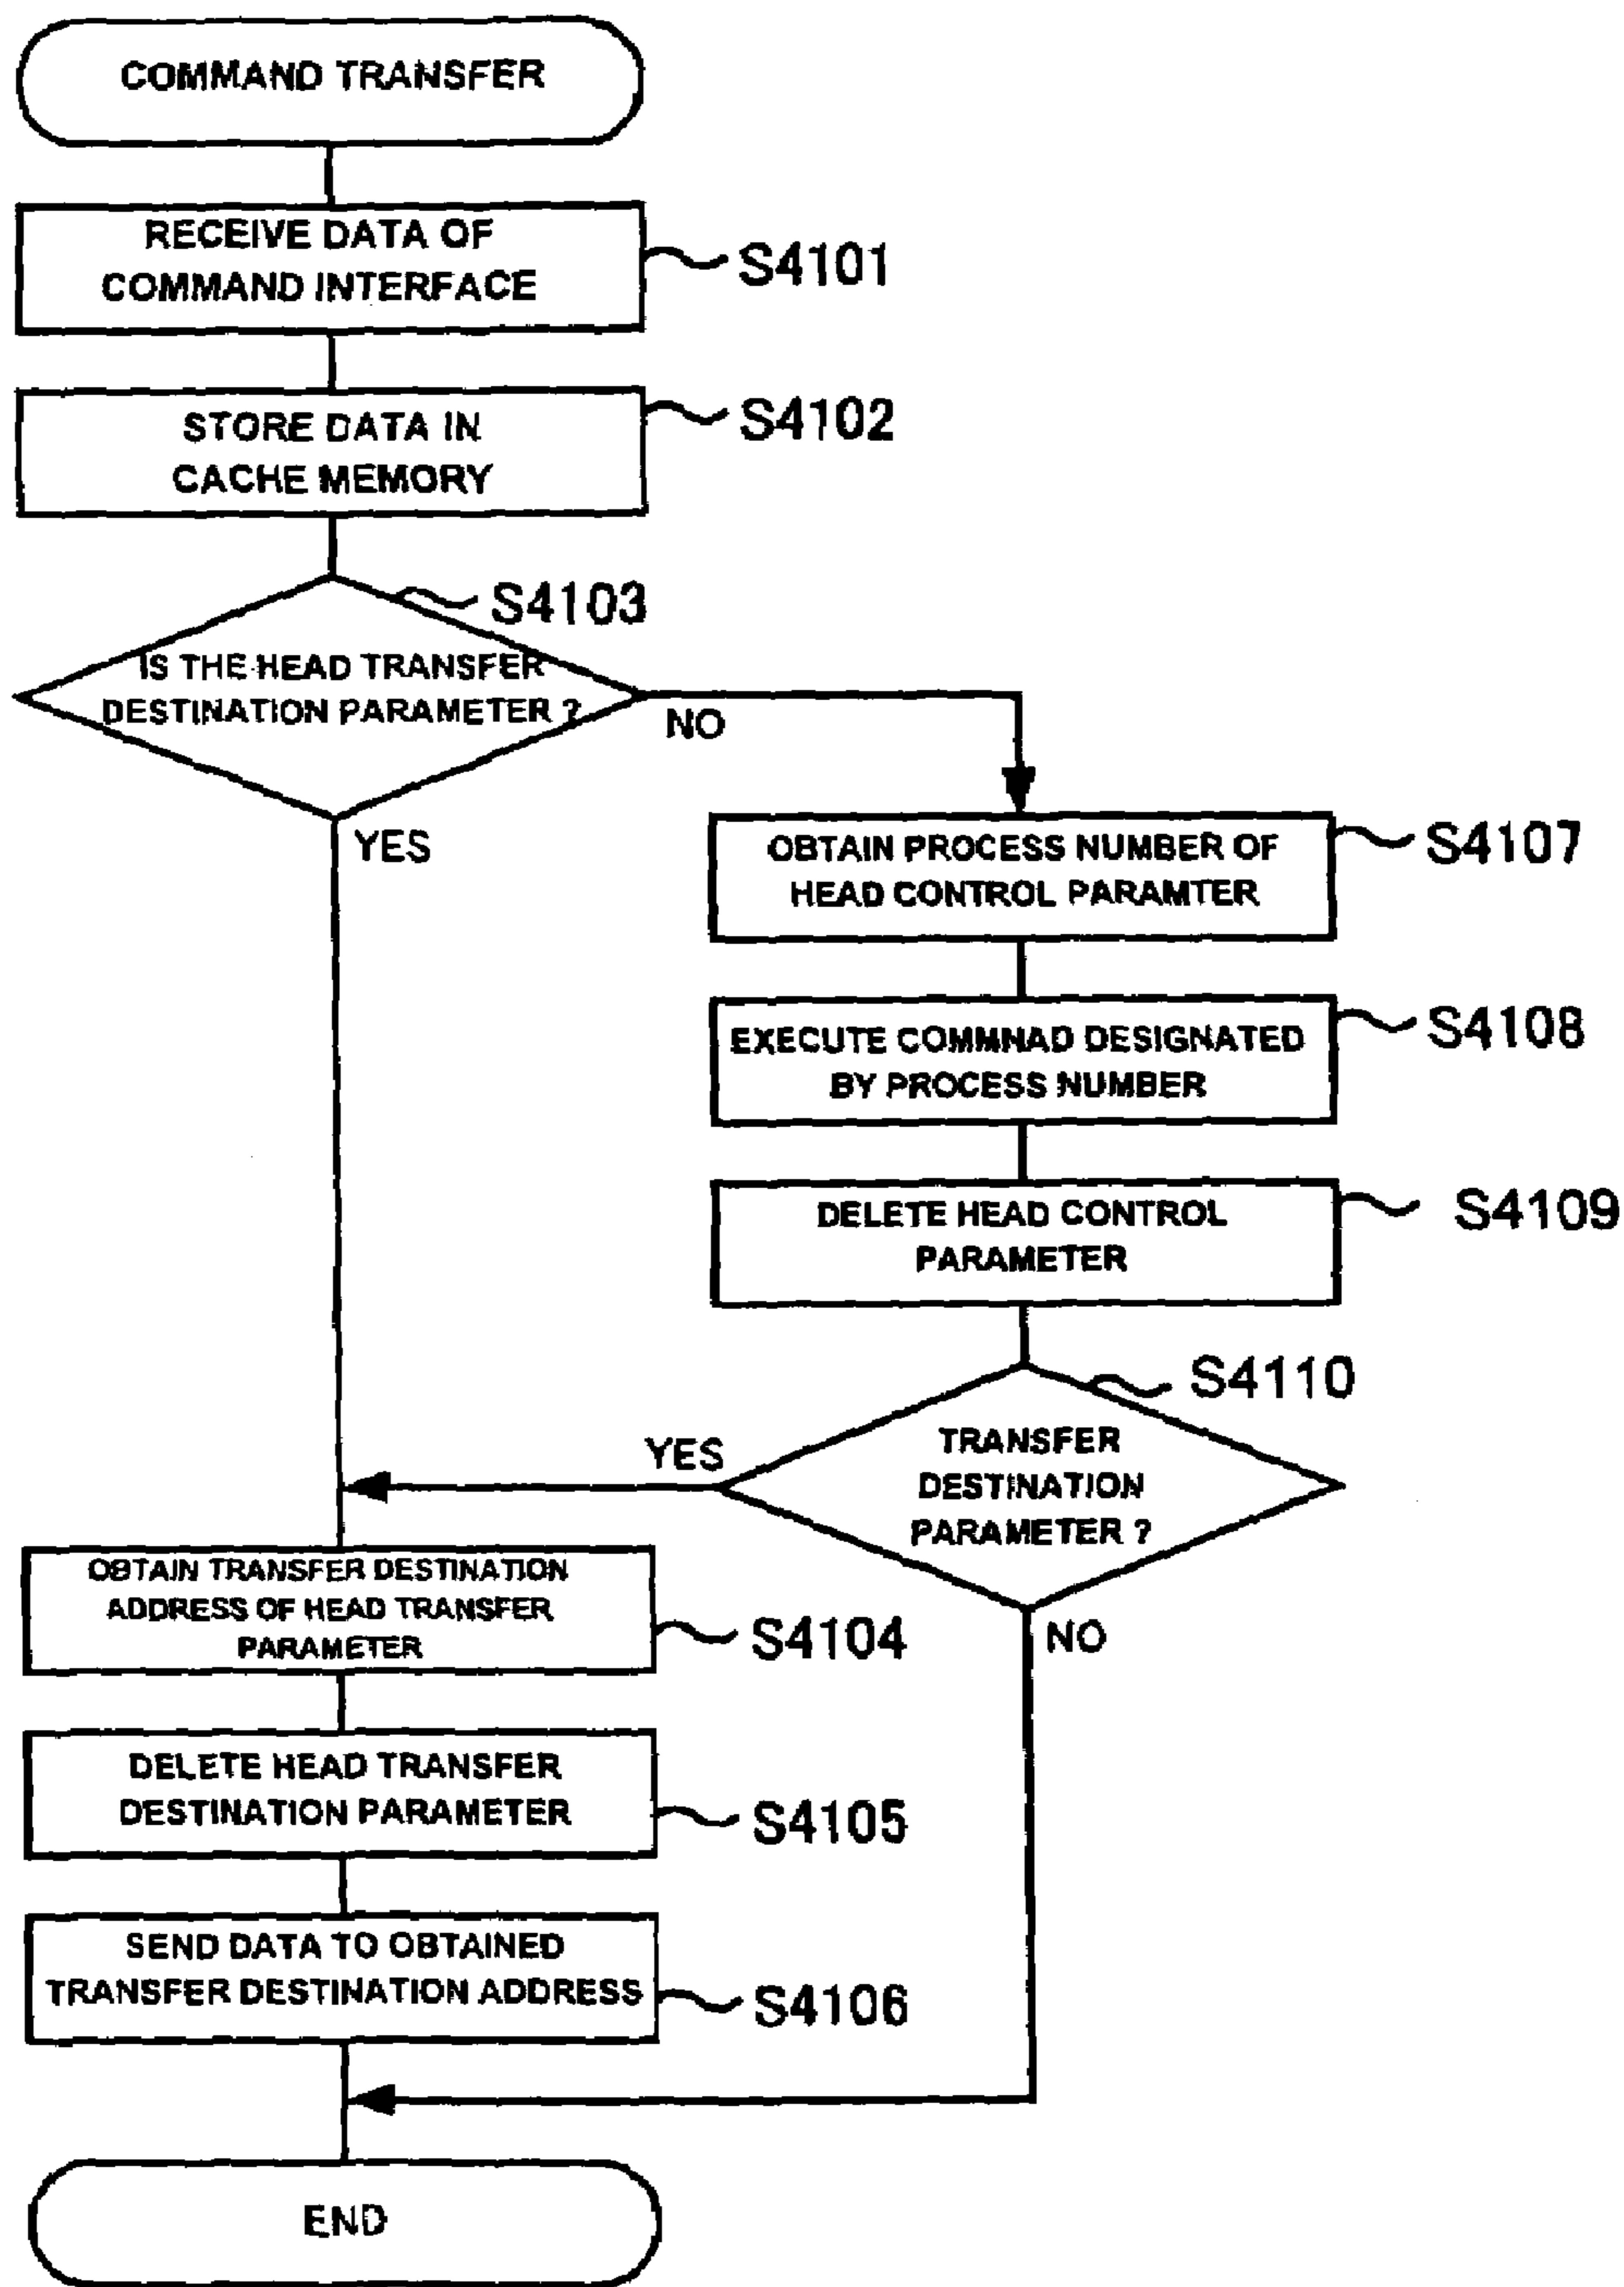 COMMAND TRANSFER
RECEIVE DATA OF
COMMAND INTERFACE
S4101
STORE DATA IN
CACHE MEMORY
S4102
S4103
IS THE HEAD TRANSFER
DESTINATION PARAMETER ?
NO
YES
OBTAIN PROCESS NUMBER OF
HEAD CONTROL PARAMTER
S4107
EXECUTE COMMNAD DESIGNATED
BY PROCESS NUMBER
S4108
DELETE HEAD CONTROL
PARAMETER
S4109
S4110
TRANSFER
DESTINATION
PARAMETER ?
YES
NO
OBTAIN TRANSFER DESTINATION
ADDRESS OF HEAD TRANSFER
PARAMETER
S4104
DELETE HEAD TRANSFER
DESTINATION PARAMETER
S4105
SEND DATA TO OBTAINED
TRANSFER DESTINATION ADDRESS
S4106
END